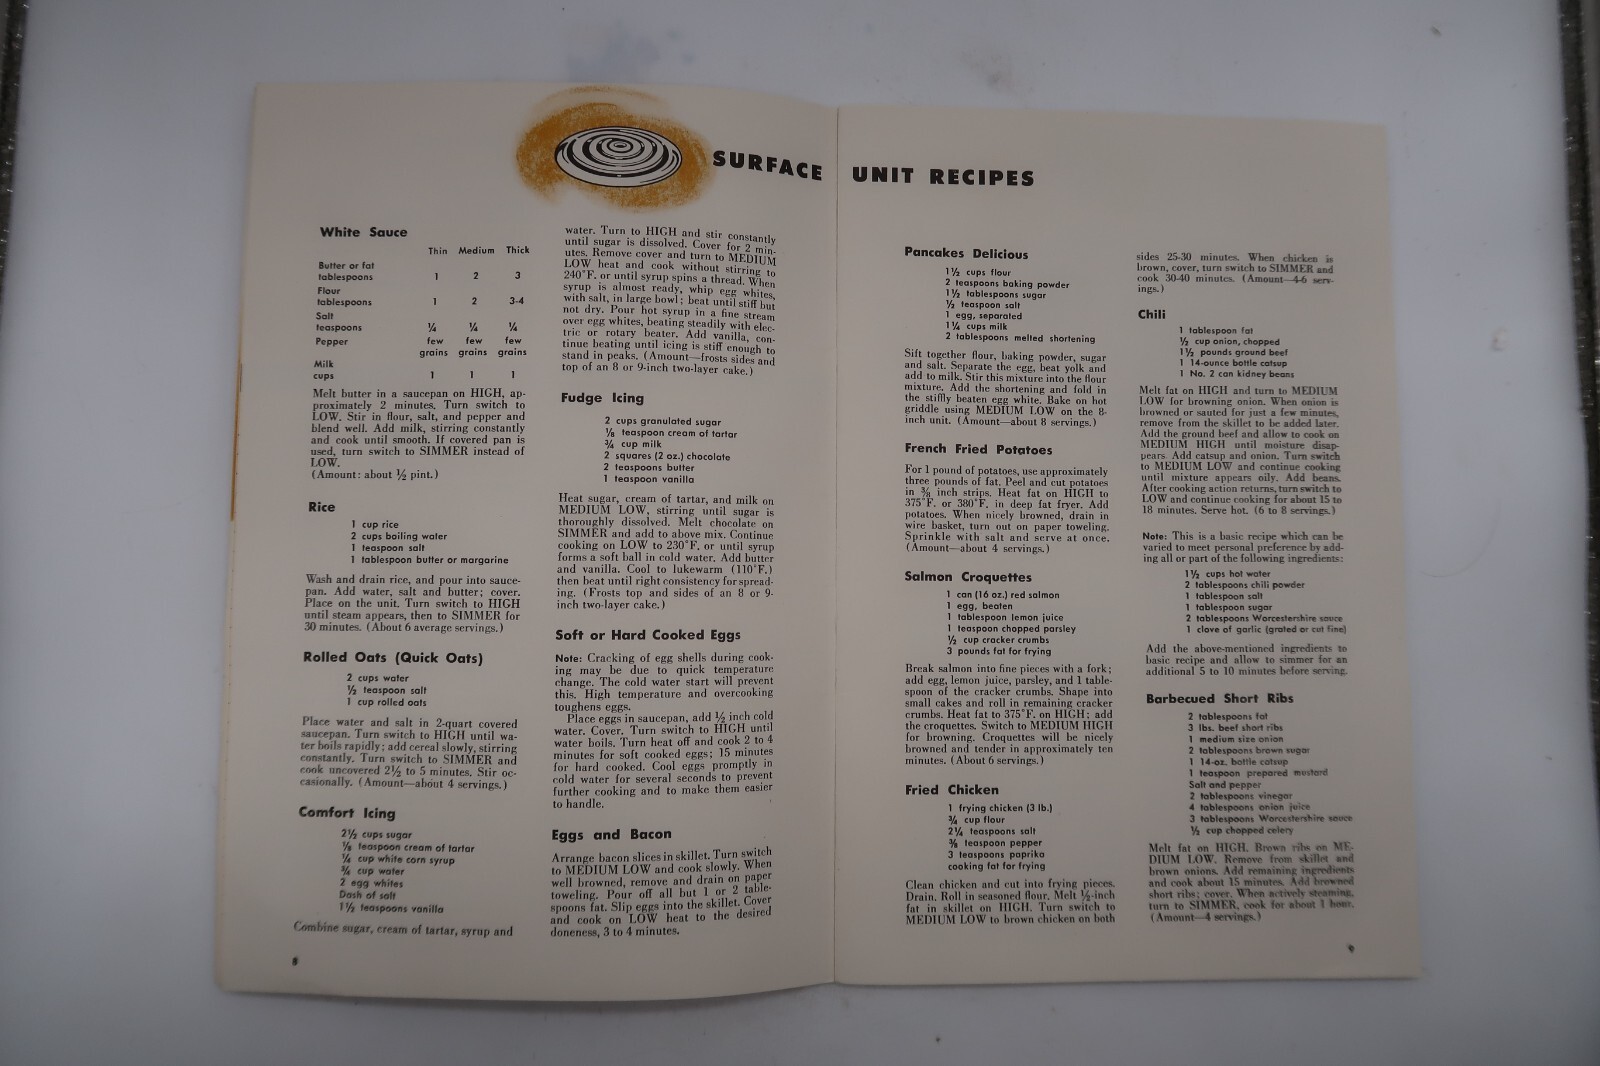 SURFACE UNIT RECIPES
White Sauce
Thin Medium Thick
Butter or fat
tablespoons 1 2 3
Flour
tablespoons 1 2 3-4
Salt
teaspoons ¼ ¼ ¼
Pepper few few few
grains grains grains
Milk
cups 1 1 1
Melt butter in a saucepan on HIGH, ap-
proximately 2 minutes. Turn switch to
LOW. Stir in flour, salt, and pepper and
blend well. Add milk, stirring constantly
and cook until smooth. If covered pan is
used, turn switch to SIMMER instead of
LOW.
(Amount: about ½ pint.)
Rice
1 cup rice
2 cups boiling water
1 teaspoon salt
1 tablespoon butter or margarine
Wash and drain rice, and pour into sauce-
pan. Add water, salt and butter; cover.
Place on the unit. Turn switch to HIGH
until steam appears, then to SIMMER for
30 minutes. (About 6 average servings.)
Rolled Oats (Quick Oats)
2 cups water
½ teaspoon salt
1 cup rolled oats
Place water and salt in 2-quart covered
saucepan. Turn switch to HIGH until wa-
ter boils rapidly; add cereal slowly, stirring
constantly. Turn switch to SIMMER and
cook uncovered 2½ to 5 minutes. Stir oc-
casionally. (Amount—about 4 servings.)
Comfort Icing
2½ cups sugar
⅛ teaspoon cream of tartar
¼ cup white corn syrup
¾ cup water
2 egg whites
Dash of salt
1½ teaspoons vanilla
Combine sugar, cream of tartar, syrup and
8
water. Turn to HIGH and stir constantly
until sugar is dissolved. Cover for 2 min-
utes. Remove cover and turn to MEDIUM
LOW heat and cook without stirring to
240°F. or until syrup spins a thread. When
syrup is almost ready, whip egg whites,
with salt, in large bowl; beat until stiff but
not dry. Pour hot syrup in a fine stream
over egg whites, beating steadily with elec-
tric or rotary beater. Add vanilla, con-
tinue beating until icing is stiff enough to
stand in peaks. (Amount—frosts sides and
top of an 8 or 9-inch two-layer cake.)
Fudge Icing
2 cups granulated sugar
⅛ teaspoon cream of tartar
¾ cup milk
2 squares (2 oz.) chocolate
2 teaspoons butter
1 teaspoon vanilla
Heat sugar, cream of tartar, and milk on
MEDIUM LOW, stirring until sugar is
thoroughly dissolved. Melt chocolate on
SIMMER and add to above mix. Continue
cooking on LOW to 230°F. or until syrup
forms a soft ball in cold water. Add butter
and vanilla. Cool to lukewarm (110°F.)
then beat until right consistency for spread-
ing. (Frosts top and sides of an 8 or 9-
inch two-layer cake.)
Soft or Hard Cooked Eggs
Note: Cracking of egg shells during cook-
ing may be due to quick temperature
change. The cold water start will prevent
this. High temperature and overcooking
toughens eggs.
Place eggs in saucepan, add ½ inch cold
water. Cover. Turn switch to HIGH until
water boils. Turn heat off and cook 2 to 4
minutes for soft cooked eggs; 15 minutes
for hard cooked. Cool eggs promptly in
cold water for several seconds to prevent
further cooking and to make them easier
to handle.
Eggs and Bacon
Arrange bacon slices in skillet. Turn switch
to MEDIUM LOW and cook slowly. When
well browned, remove and drain on paper
toweling. Pour off all but 1 or 2 table-
spoons fat. Slip eggs into the skillet. Cover
and cook on LOW heat to the desired
doneness, 3 to 4 minutes.
Pancakes Delicious
1½ cups flour
2 teaspoons baking powder
1½ tablespoons sugar
½ teaspoon salt
1 egg, separated
1¼ cups milk
2 tablespoons melted shortening
Sift together flour, baking powder, sugar
and salt. Separate the egg, beat yolk and
add to milk. Stir this mixture into the flour
mixture. Add the shortening and fold in
the stiffly beaten egg white. Bake on hot
griddle using MEDIUM LOW on the 8-
inch unit. (Amount—about 8 servings.)
French Fried Potatoes
For 1 pound of potatoes, use approximately
three pounds of fat. Peel and cut potatoes
in ⅜ inch strips. Heat fat on HIGH to
375°F. or 380°F. in deep fat fryer. Add
potatoes. When nicely browned, drain in
wire basket, turn out on paper toweling.
Sprinkle with salt and serve at once.
(Amount—about 4 servings.)
Salmon Croquettes
1 can (16 oz.) red salmon
1 egg, beaten
1 tablespoon lemon juice
1 teaspoon chopped parsley
½ cup cracker crumbs
3 pounds fat for frying
Break salmon into fine pieces with a fork;
add egg, lemon juice, parsley, and 1 table-
spoon of the cracker crumbs. Shape into
small cakes and roll in remaining cracker
crumbs. Heat fat to 375°F. on HIGH; add
the croquettes. Switch to MEDIUM HIGH
for browning. Croquettes will be nicely
browned and tender in approximately ten
minutes. (About 6 servings.)
Fried Chicken
1 frying chicken (3 lb.)
¾ cup flour
2¼ teaspoons salt
⅜ teaspoon pepper
3 teaspoons paprika
cooking fat for frying
Clean chicken and cut into frying pieces.
Drain. Roll in seasoned flour. Melt ½-inch
fat in skillet on HIGH. Turn switch to
MEDIUM LOW to brown chicken on both
sides 25-30 minutes. When chicken is
brown, cover, turn switch to SIMMER and
cook 30-40 minutes. (Amount—4-6 serv-
ings.)
Chili
1 tablespoon fat
½ cup onion, chopped
1½ pounds ground beef
1 14-ounce bottle catsup
1 No. 2 can kidney beans
Melt fat on HIGH and turn to MEDIUM
LOW for browning onion. When onion is
browned or sauted for just a few minutes,
remove from the skillet to be added later.
Add the ground beef and allow to cook on
MEDIUM HIGH until moisture disap-
pears. Add catsup and onion. Turn switch
to MEDIUM LOW and continue cooking
until mixture appears oily. Add beans.
After cooking action returns, turn switch to
LOW and continue cooking for about 15 to
18 minutes. Serve hot. (6 to 8 servings.)
Note: This is a basic recipe which can be
varied to meet personal preference by add-
ing all or part of the following ingredients:
1½ cups hot water
2 tablespoons chili powder
1 tablespoon salt
1 tablespoon sugar
2 tablespoons Worcestershire sauce
1 clove of garlic (grated or cut fine)
Add the above-mentioned ingredients to
basic recipe and allow to simmer for an
additional 5 to 10 minutes before serving.
Barbecued Short Ribs
2 tablespoons fat
3 lbs. beef short ribs
1 medium size onion
2 tablespoons brown sugar
1 14-oz. bottle catsup
1 teaspoon prepared mustard
Salt and pepper
2 tablespoons vinegar
4 tablespoons onion juice
3 tablespoons Worcestershire sauce
½ cup chopped celery
Melt fat on HIGH. Brown ribs on ME-
DIUM LOW. Remove from skillet and
brown onions. Add remaining ingredients
and cook about 15 minutes. Add browned
short ribs; cover. When actively steaming,
turn to SIMMER, cook for about 1 hour.
(Amount—4 servings.)
9